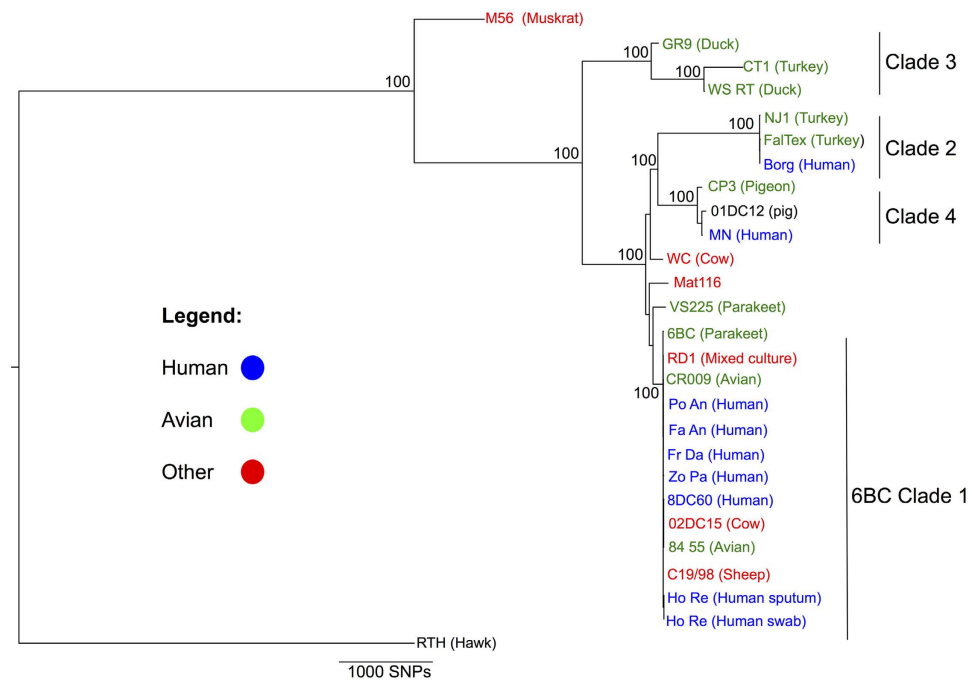 M56 (Muskrat)
100
GR9 (Duck)
100
CT1 (Turkey)
100
WS RT (Duck)
Clade 3
100
NJ1 (Turkey)
100
FalTex (Turkey)
Borg (Human)
Clade 2
100
CP3 (Pigeon)
100
01DC12 (pig)
MN (Human)
Clade 4
100
WC (Cow)
Mat116
VS225 (Parakeet)
6BC (Parakeet)
RD1 (Mixed culture)
CR009 (Avian)
100
Po An (Human)
Fa An (Human)
Fr Da (Human)
Zo Pa (Human)
8DC60 (Human)
02DC15 (Cow)
84 55 (Avian)
C19/98 (Sheep)
Ho Re (Human sputum)
Ho Re (Human swab)
6BC Clade 1
Legend:
Human
Avian
Other
RTH (Hawk)
1000 SNPs